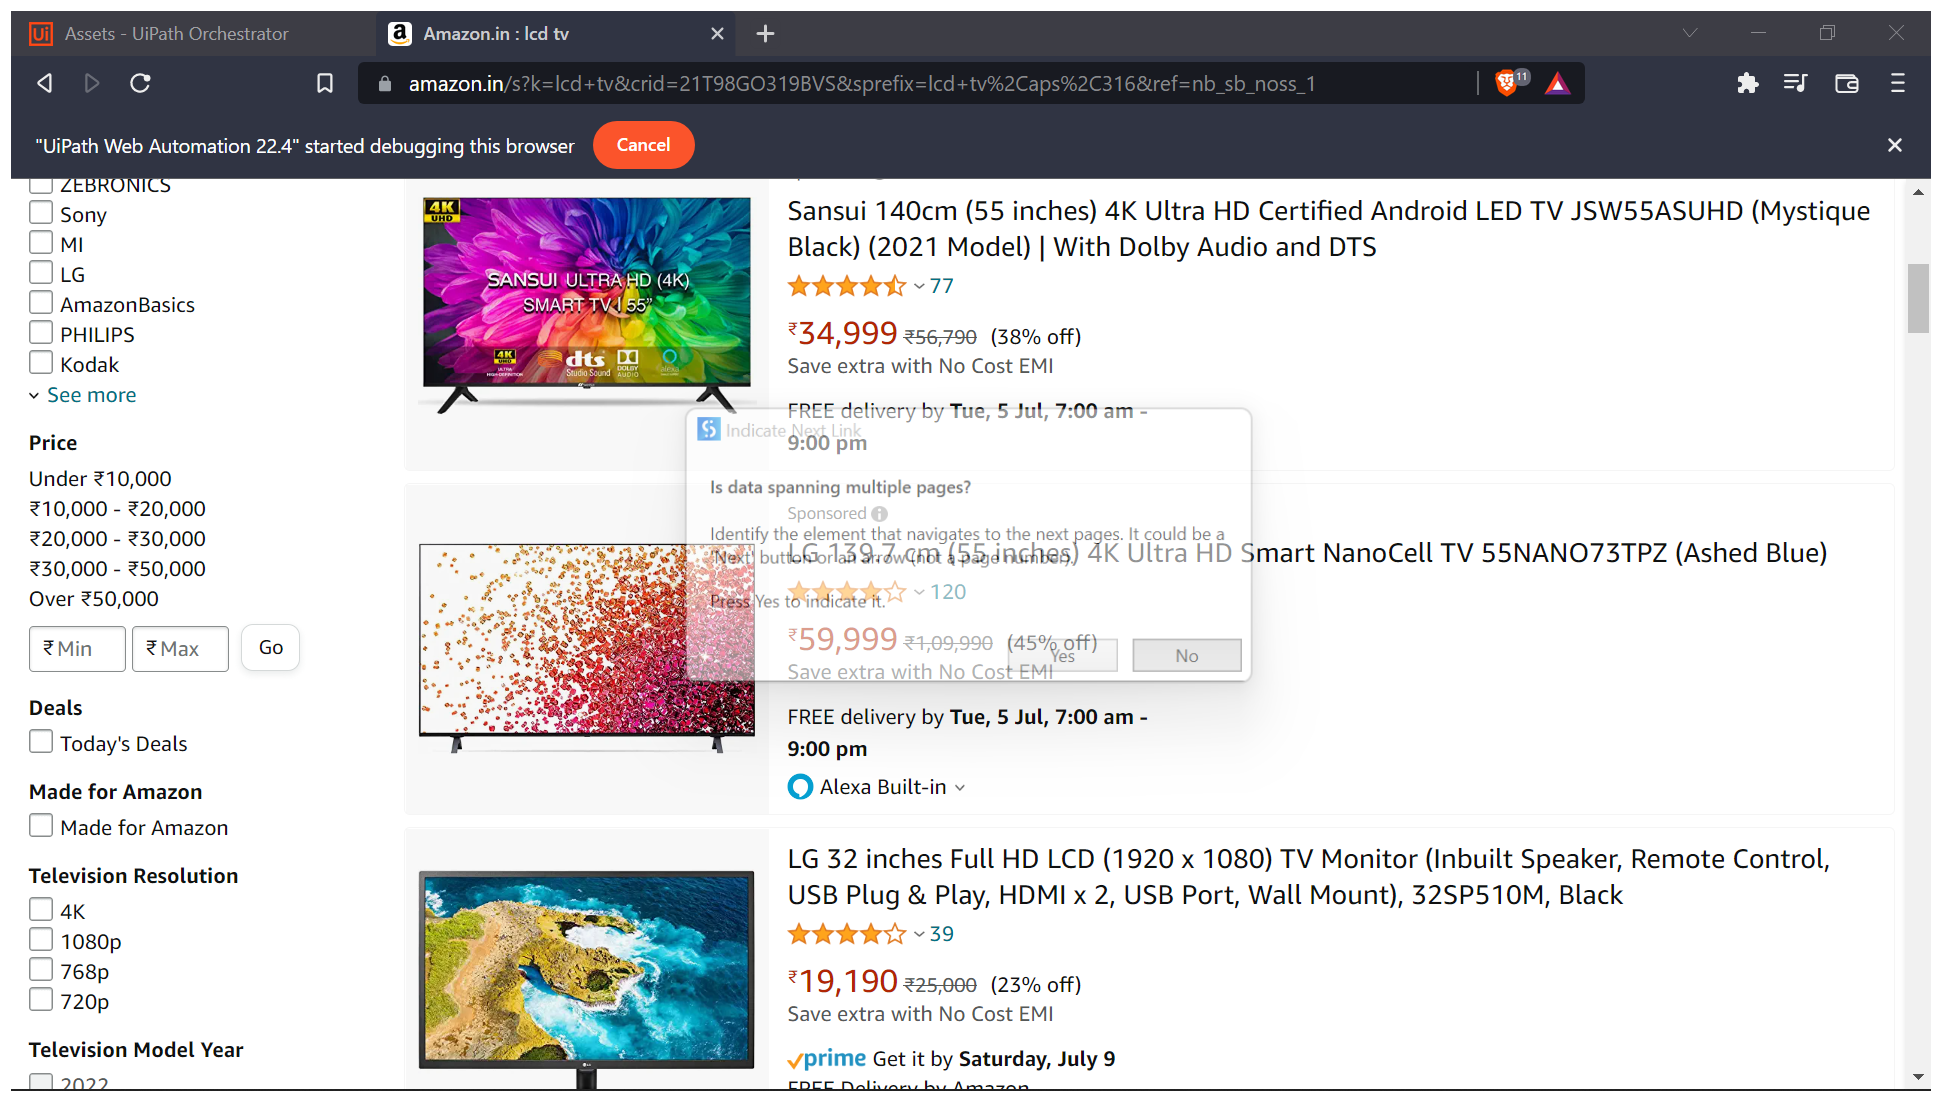 Assets - UiPath Orchestrator
Amazon.in : lcd tv
amazon.in/s?k=lcd+tv&crid=21T98GO319BVS&sprefix=lcd+tv%2Caps%2C316&ref=nb_sb_noss_1
11
"UiPath Web Automation 22.4" started debugging this browser
Cancel
ZEBRONICS
Sony
MI
LG
AmazonBasics
PHILIPS
Kodak
See more
Price
Under ₹10,000
₹10,000 - ₹20,000
₹20,000 - ₹30,000
₹30,000 - ₹50,000
Over ₹50,000
₹ Min
₹ Max
Go
Deals
Today's Deals
Made for Amazon
Made for Amazon
Television Resolution
4K
1080p
768p
720p
Television Model Year
2022
4K
UHD
SANSUI ULTRA HD (4K)
SMART TV | 55”
4K
dts
Studio Sound
DOLBY
AUDIO
Sansui 140cm (55 inches) 4K Ultra HD Certified Android LED TV JSW55ASUHD (Mystique
Black) (2021 Model) | With Dolby Audio and DTS
77
₹34,999 ₹56,790 (38% off)
Save extra with No Cost EMI
FREE delivery by Tue, 5 Jul, 7:00 am -
9:00 pm
Indicate Next Link
Is data spanning multiple pages?
Identify the element that navigates to the next pages. It could be a
'Next' button or an arrow (not a page number).
Press Yes to indicate it.
Yes
No
Sponsored
LG 139.7 cm (55 inches) 4K Ultra HD Smart NanoCell TV 55NANO73TPZ (Ashed Blue)
120
₹59,999 ₹1,09,990 (45% off)
Save extra with No Cost EMI
FREE delivery by Tue, 5 Jul, 7:00 am -
9:00 pm
Alexa Built-in
LG 32 inches Full HD LCD (1920 x 1080) TV Monitor (Inbuilt Speaker, Remote Control,
USB Plug & Play, HDMI x 2, USB Port, Wall Mount), 32SP510M, Black
39
₹19,190 ₹25,000 (23% off)
Save extra with No Cost EMI
prime Get it by Saturday, July 9
FREE Delivery by Amazon